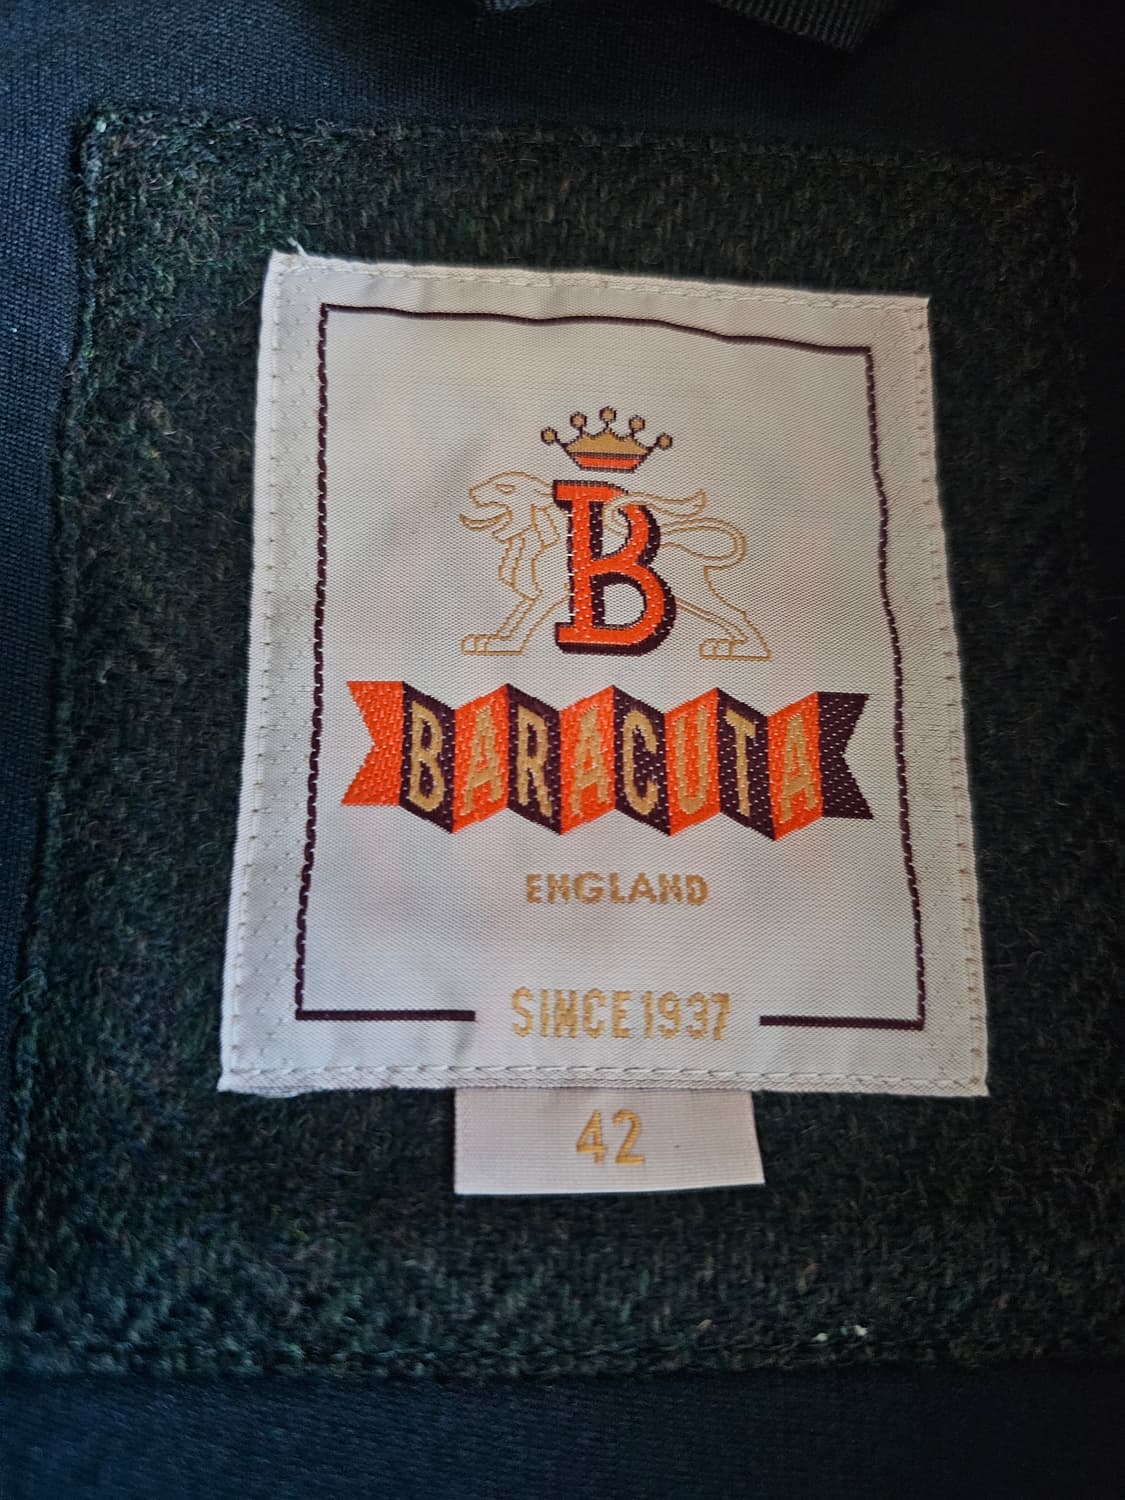 B
BARACUTA
ENGLAND
SINCE 1937
42